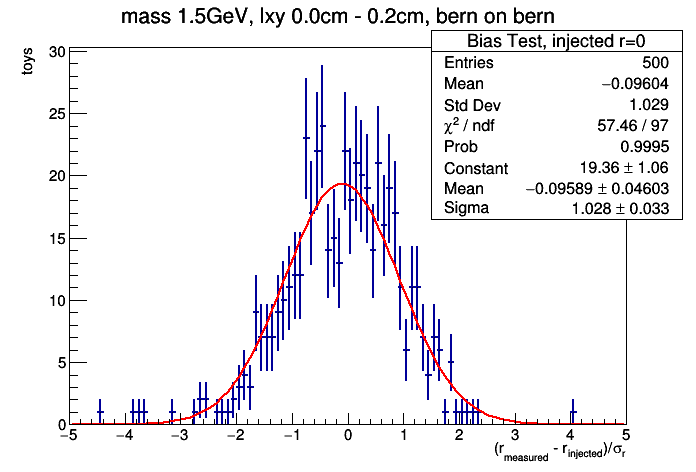 mass 1.5GeV, lxy 0.0cm - 0.2cm, bern on bern
Bias Test, injected r=0
Entries 500
Mean −0.09604
Std Dev 1.029
χ² / ndf 57.46 / 97
Prob 0.9995
Constant 19.36 ± 1.06
Mean −0.09589 ± 0.04603
Sigma 1.028 ± 0.033
toys
30
25
20
15
10
5
0
−5 −4 −3 −2 −1 0 1 2 3 4 5
(r_measured - r_injected)/σ_r